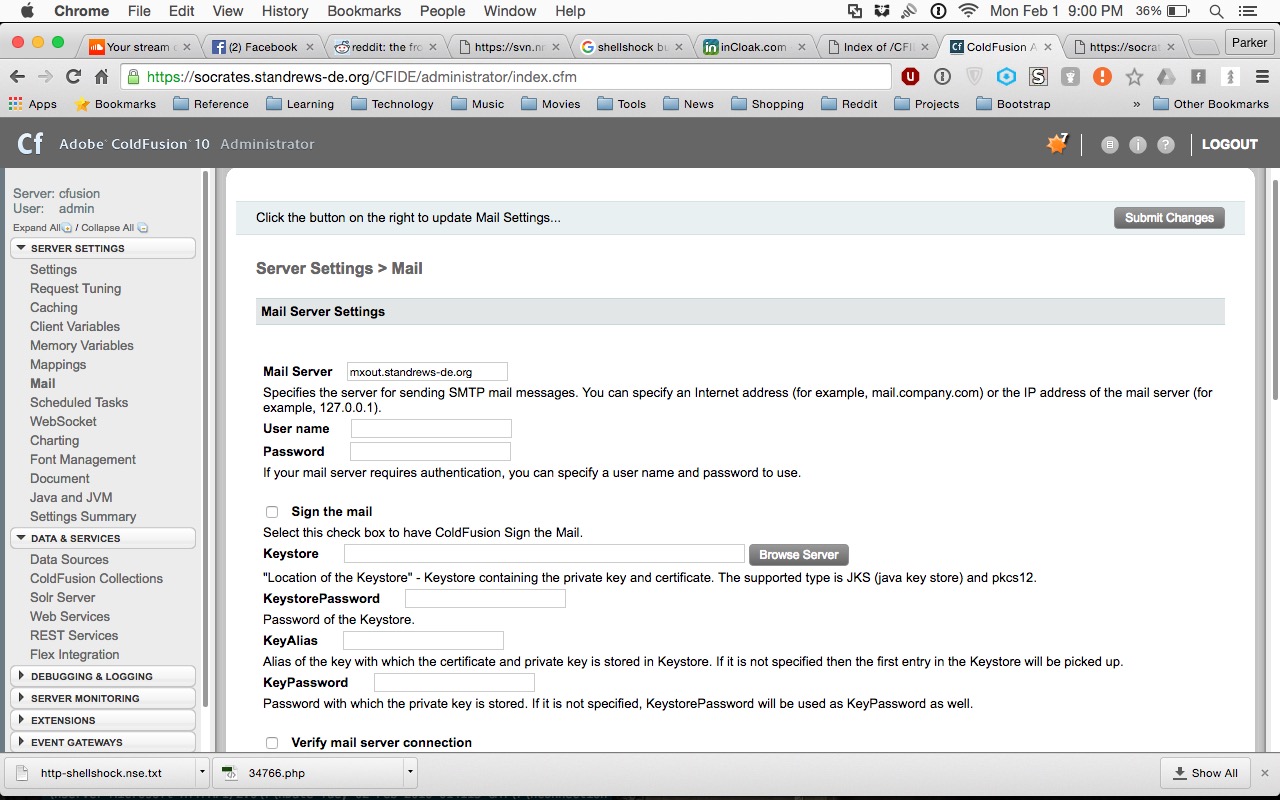 Chrome File Edit View History Bookmarks People Window Help Mon Feb 1 9:00 PM 36%
Your stream (2) Facebook reddit: the fro https://svn.nm shellshock bu inCloak.com Index of /CFI ColdFusion A https://socrat Parker
https://socrates.standrews-de.org/CFIDE/administrator/index.cfm
Apps Bookmarks Reference Learning Technology Music Movies Tools News Shopping Reddit Projects Bootstrap » Other Bookmarks
Cf Adobe ColdFusion 10 Administrator 7 LOGOUT
Server: cfusion
User: admin
Expand All / Collapse All
SERVER SETTINGS
Settings
Request Tuning
Caching
Client Variables
Memory Variables
Mappings
Mail
Scheduled Tasks
WebSocket
Charting
Font Management
Document
Java and JVM
Settings Summary
DATA & SERVICES
Data Sources
ColdFusion Collections
Solr Server
Web Services
REST Services
Flex Integration
DEBUGGING & LOGGING
SERVER MONITORING
EXTENSIONS
EVENT GATEWAYS
Click the button on the right to update Mail Settings... Submit Changes
Server Settings > Mail
Mail Server Settings
Mail Server mxout.standrews-de.org
Specifies the server for sending SMTP mail messages. You can specify an Internet address (for example, mail.company.com) or the IP address of the mail server (for
example, 127.0.0.1).
User name
Password
If your mail server requires authentication, you can specify a user name and password to use.
Sign the mail
Select this check box to have ColdFusion Sign the Mail.
Keystore Browse Server
"Location of the Keystore" - Keystore containing the private key and certificate. The supported type is JKS (java key store) and pkcs12.
KeystorePassword
Password of the Keystore.
KeyAlias
Alias of the key with which the certificate and private key is stored in Keystore. If it is not specified then the first entry in the Keystore will be picked up.
KeyPassword
Password with which the private key is stored. If it is not specified, KeystorePassword will be used as KeyPassword as well.
Verify mail server connection
http-shellshock.nse.txt 34766.php Show All